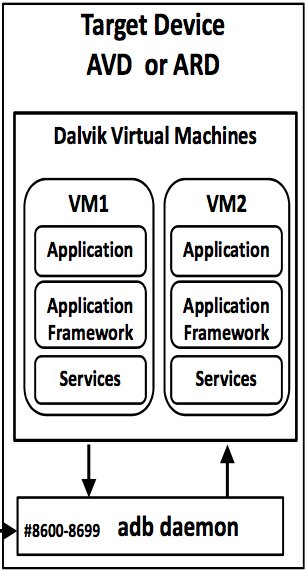 Target Device
AVD or ARD
Dalvik Virtual Machines
VM1
Application
Application
Framework
Services
VM2
Application
Application
Framework
Services
#8600-8699 adb daemon